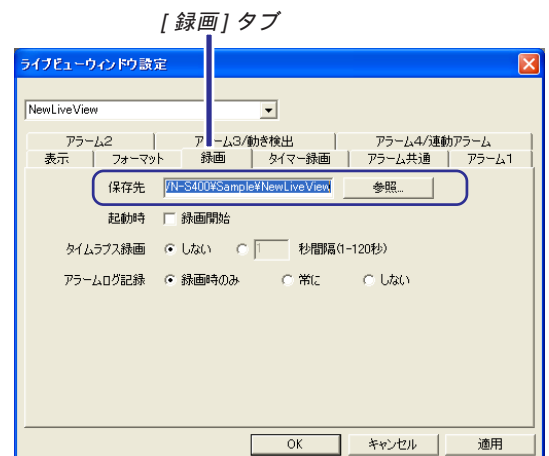 [ 録画 ] タブ
ライブビューウィンドウ設定
NewLiveView
アラーム2 アラーム3/動き検出 アラーム4/連動アラーム
表示 フォーマット 録画 タイマー録画 アラーム共通 アラーム1
保存先 /N-S400¥Sample¥NewLiveView 参照...
起動時 録画開始
タイムラプス録画 しない 1 秒間隔(1-120秒)
アラームログ記録 録画時のみ 常に しない
OK キャンセル 適用